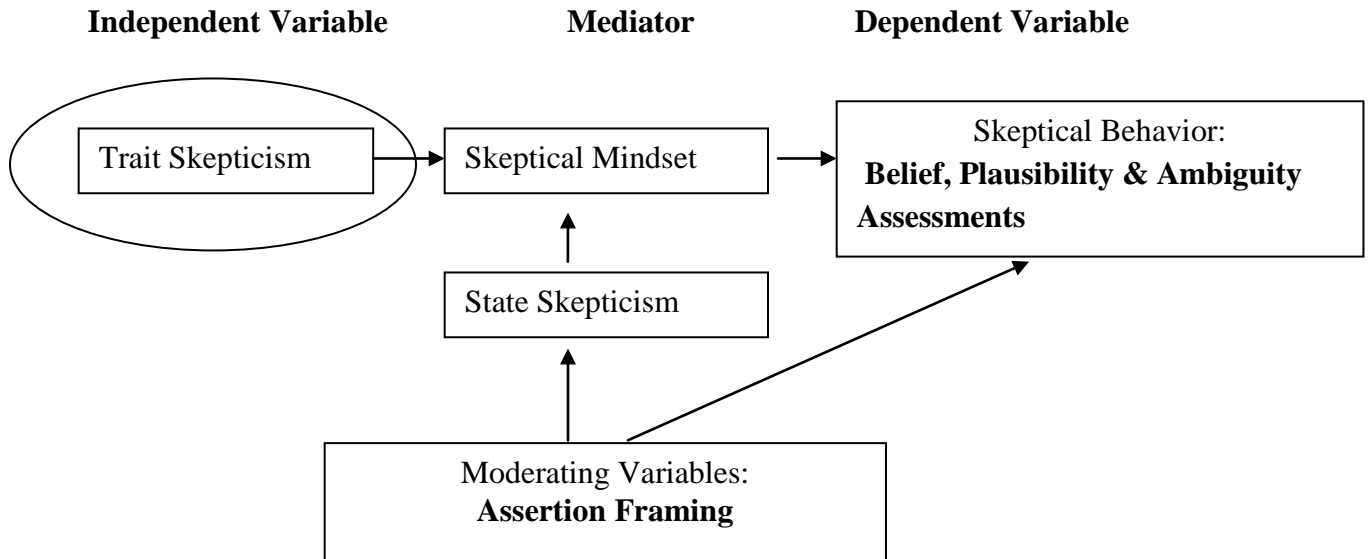 Independent Variable
Mediator
Dependent Variable
Trait Skepticism
Skeptical Mindset
Skeptical Behavior:
Belief, Plausibility & Ambiguity
Assessments
State Skepticism
Moderating Variables:
Assertion Framing